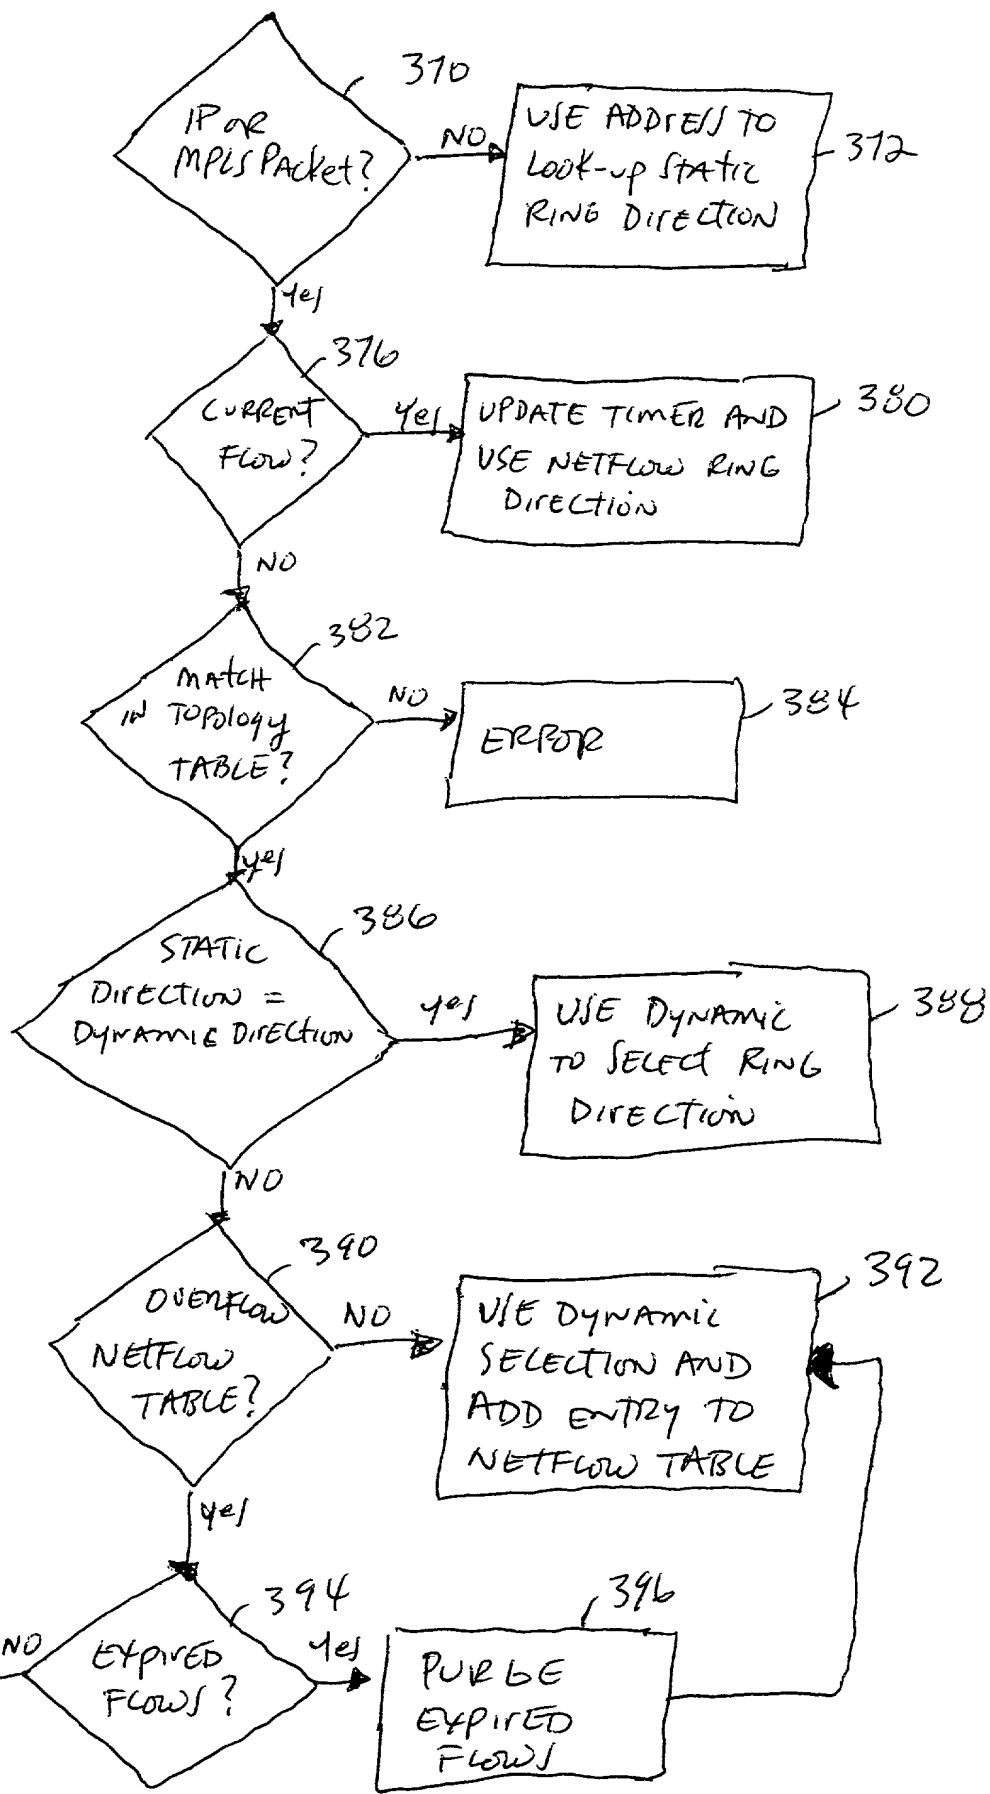 370
IP OR
MPLS PACKET?
NO
USE ADDRESS TO
LOOK-UP STATIC
RING DIRECTION
372
Yes
376
CURRENT
FLOW?
Yes
UPDATE TIMER AND
USE NETFLOW RING
DIRECTION
380
NO
382
MATCH
IN TOPOLOGY
TABLE?
NO
ERROR
384
yes
386
STATIC
DIRECTION =
DYNAMIC DIRECTION
yes
USE DYNAMIC
TO SELECT RING
DIRECTION
388
NO
390
OVERFLOW
NETFLOW
TABLE?
NO
USE DYNAMIC
SELECTION AND
ADD ENTRY TO
NETFLOW TABLE
392
yes
394
NO
EXPIRED
FLOWS?
Yes
396
PURGE
EXPIRED
FLOWS